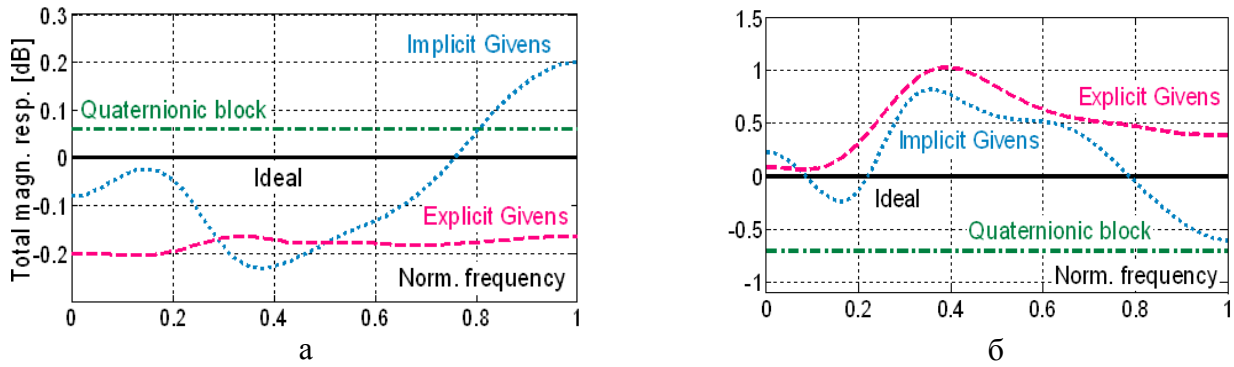 Total magn. resp. [dB]
0.3
0.2
0.1
0
-0.1
-0.2
Implicit Givens
Quaternionic block
Ideal
Explicit Givens
Norm. frequency
0 0.2 0.4 0.6 0.8 1
а
1.5
1
0.5
0
-0.5
-1
Explicit Givens
Implicit Givens
Ideal
Quaternionic block
Norm. frequency
0 0.2 0.4 0.6 0.8 1
б